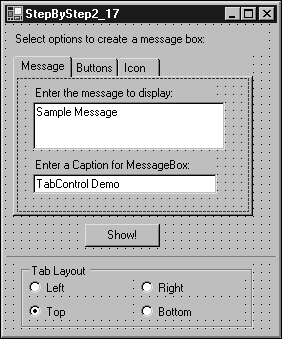 StepByStep2_17
Select options to create a message box:
Message Buttons Icon
Enter the message to display:
Sample Message
Enter a Caption for MessageBox:
TabControl Demo
Show!
Tab Layout
Left Right
Top Bottom